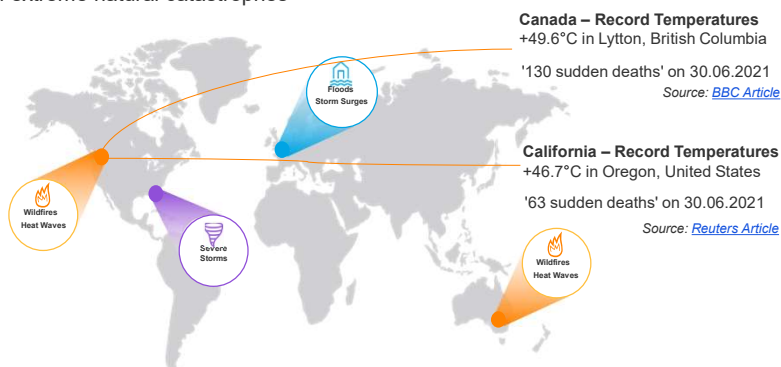 extreme natural catastrophes
Canada – Record Temperatures
+49.6°C in Lytton, British Columbia
'130 sudden deaths' on 30.06.2021
Source: BBC Article
Floods
Storm Surges
California – Record Temperatures
+46.7°C in Oregon, United States
'63 sudden deaths' on 30.06.2021
Source: Reuters Article
Wildfires
Heat Waves
Severe
Storms
Wildfires
Heat Waves